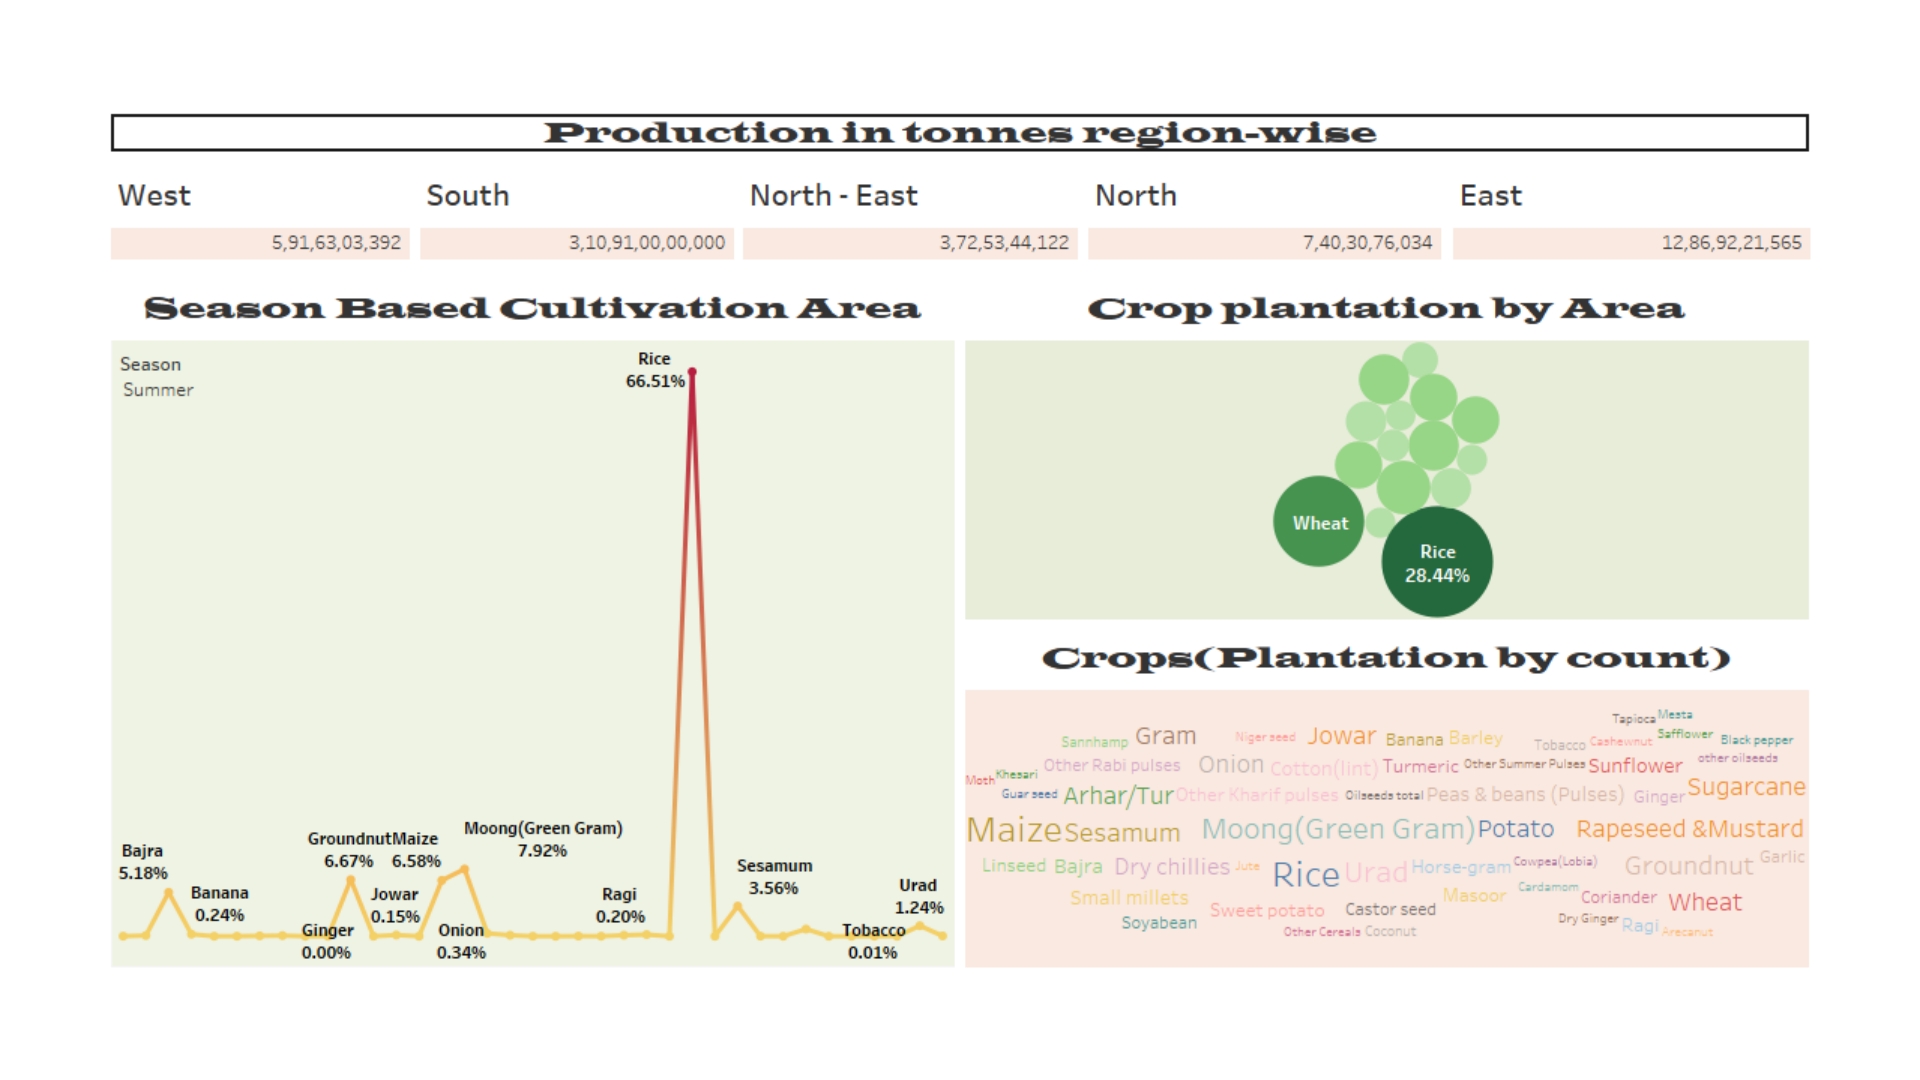 Production in tonnes region-wise
West
South
North - East
North
East
5,91,63,03,392
3,10,91,00,00,000
3,72,53,44,122
7,40,30,76,034
12,86,92,21,565
Season Based Cultivation Area
Season
Summer
Rice
66.51%
Bajra
5.18%
Banana
0.24%
Ginger
0.00%
Groundnut
6.67%
Jowar
0.15%
Maize
6.58%
Onion
0.34%
Moong(Green Gram)
7.92%
Ragi
0.20%
Sesamum
3.56%
Tobacco
0.01%
Urad
1.24%
Crop plantation by Area
Wheat
Rice
28.44%
Crops(Plantation by count)
Tapioca Mesta
Sannhamp Gram Niger seed Jowar Banana Barley Tobacco Cashewnut Safflower Black pepper
Moth Khesari Other Rabi pulses Onion Cotton(lint) Turmeric Other Summer Pulses Sunflower other oilseeds
Guar seed Arhar/Tur Other Kharif pulses Oilseeds total Peas & beans (Pulses) Ginger Sugarcane
Maize Sesamum Moong(Green Gram) Potato Rapeseed &Mustard
Linseed Bajra Dry chillies Jute Rice Urad Horse-gram Cowpea(Lobia) Groundnut Garlic
Small millets Sweet potato Castor seed Masoor Cardamom Coriander Wheat
Soyabean Other Cereals Coconut Dry Ginger Ragi Arecanut